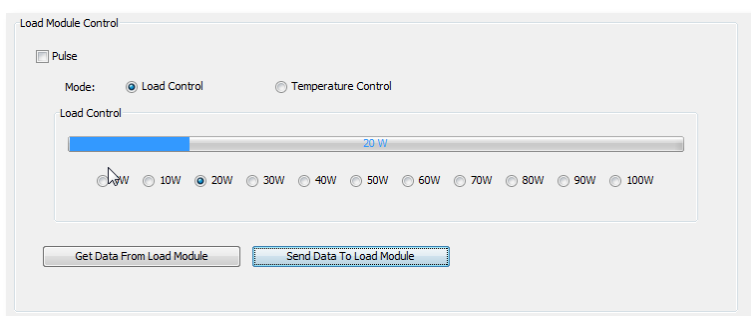 Load Module Control
Pulse
Mode: Load Control Temperature Control
Load Control
20 W
10W 20W 30W 40W 50W 60W 70W 80W 90W 100W
Get Data From Load Module Send Data To Load Module